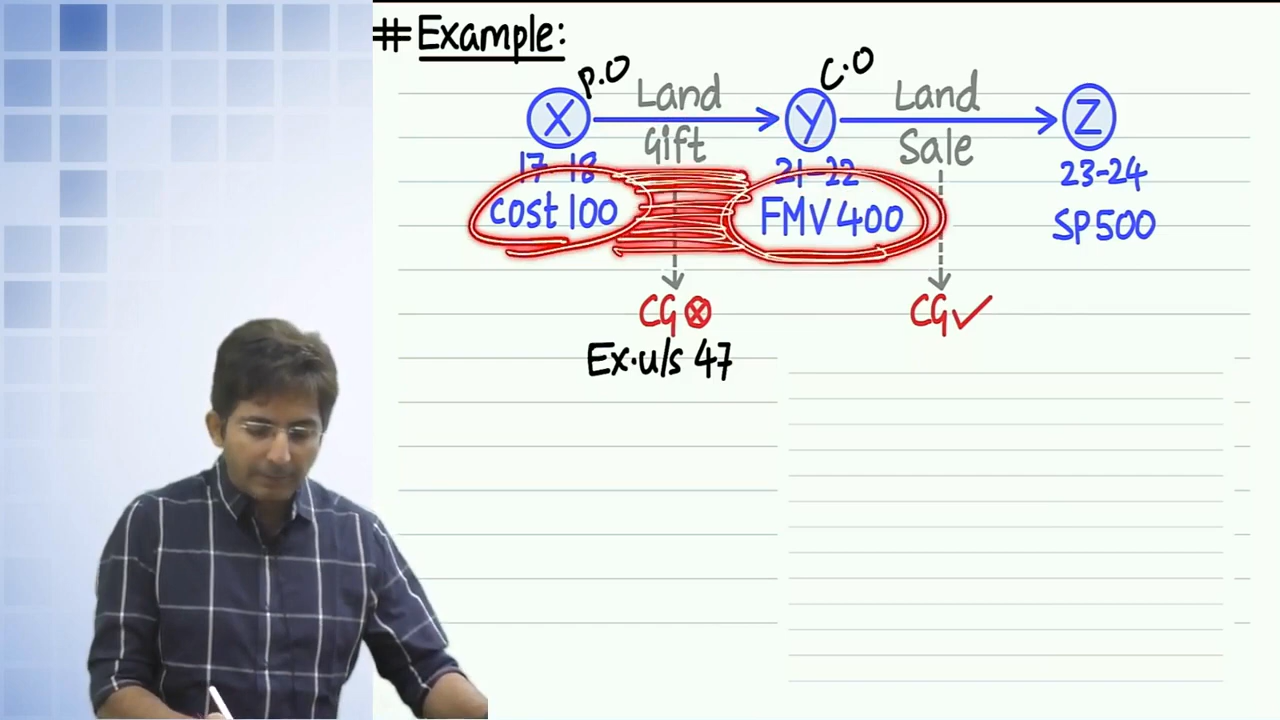 # Example:
P.O
C.O
X Land Y Land Z
Gift Sale
17-18 21-22 23-24
Cost 100 FMV 400 SP 500
CG ⊗ CG ✓
Ex. u/s 47